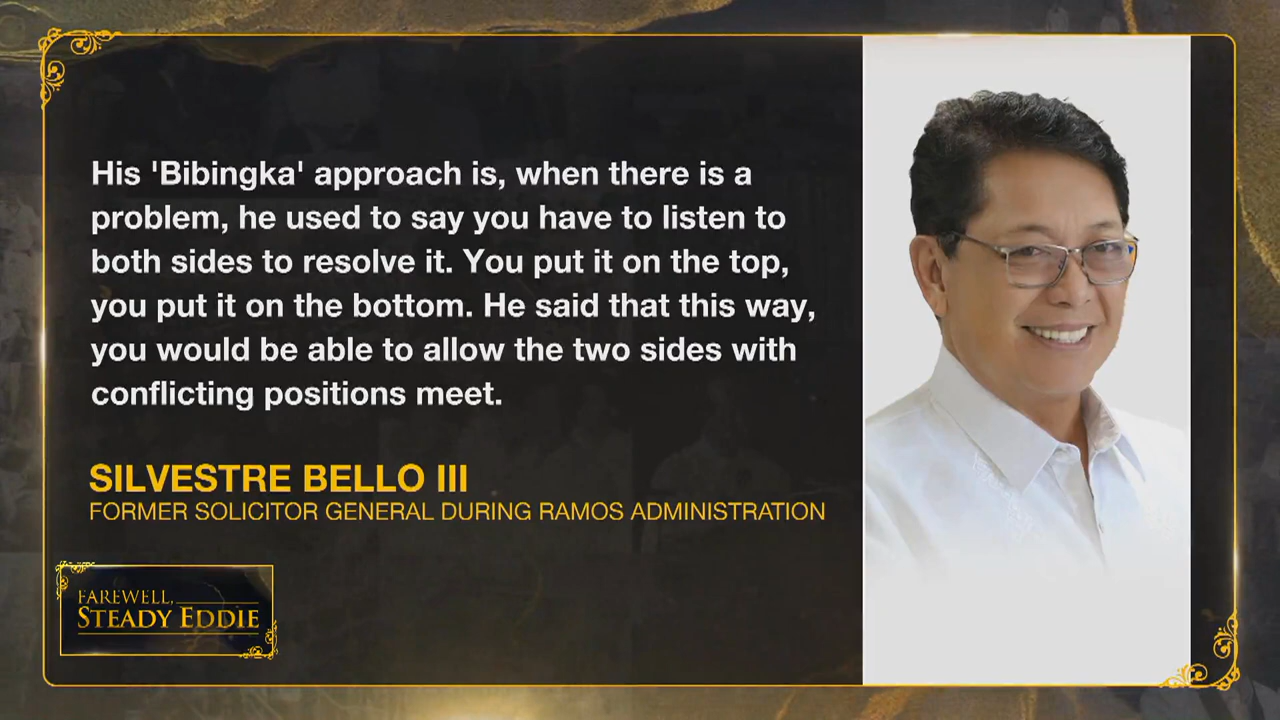 His 'Bibingka' approach is, when there is a
problem, he used to say you have to listen to
both sides to resolve it. You put it on the top,
you put it on the bottom. He said that this way,
you would be able to allow the two sides with
conflicting positions meet.
SILVESTRE BELLO III
FORMER SOLICITOR GENERAL DURING RAMOS ADMINISTRATION
FAREWELL,
STEADY EDDIE